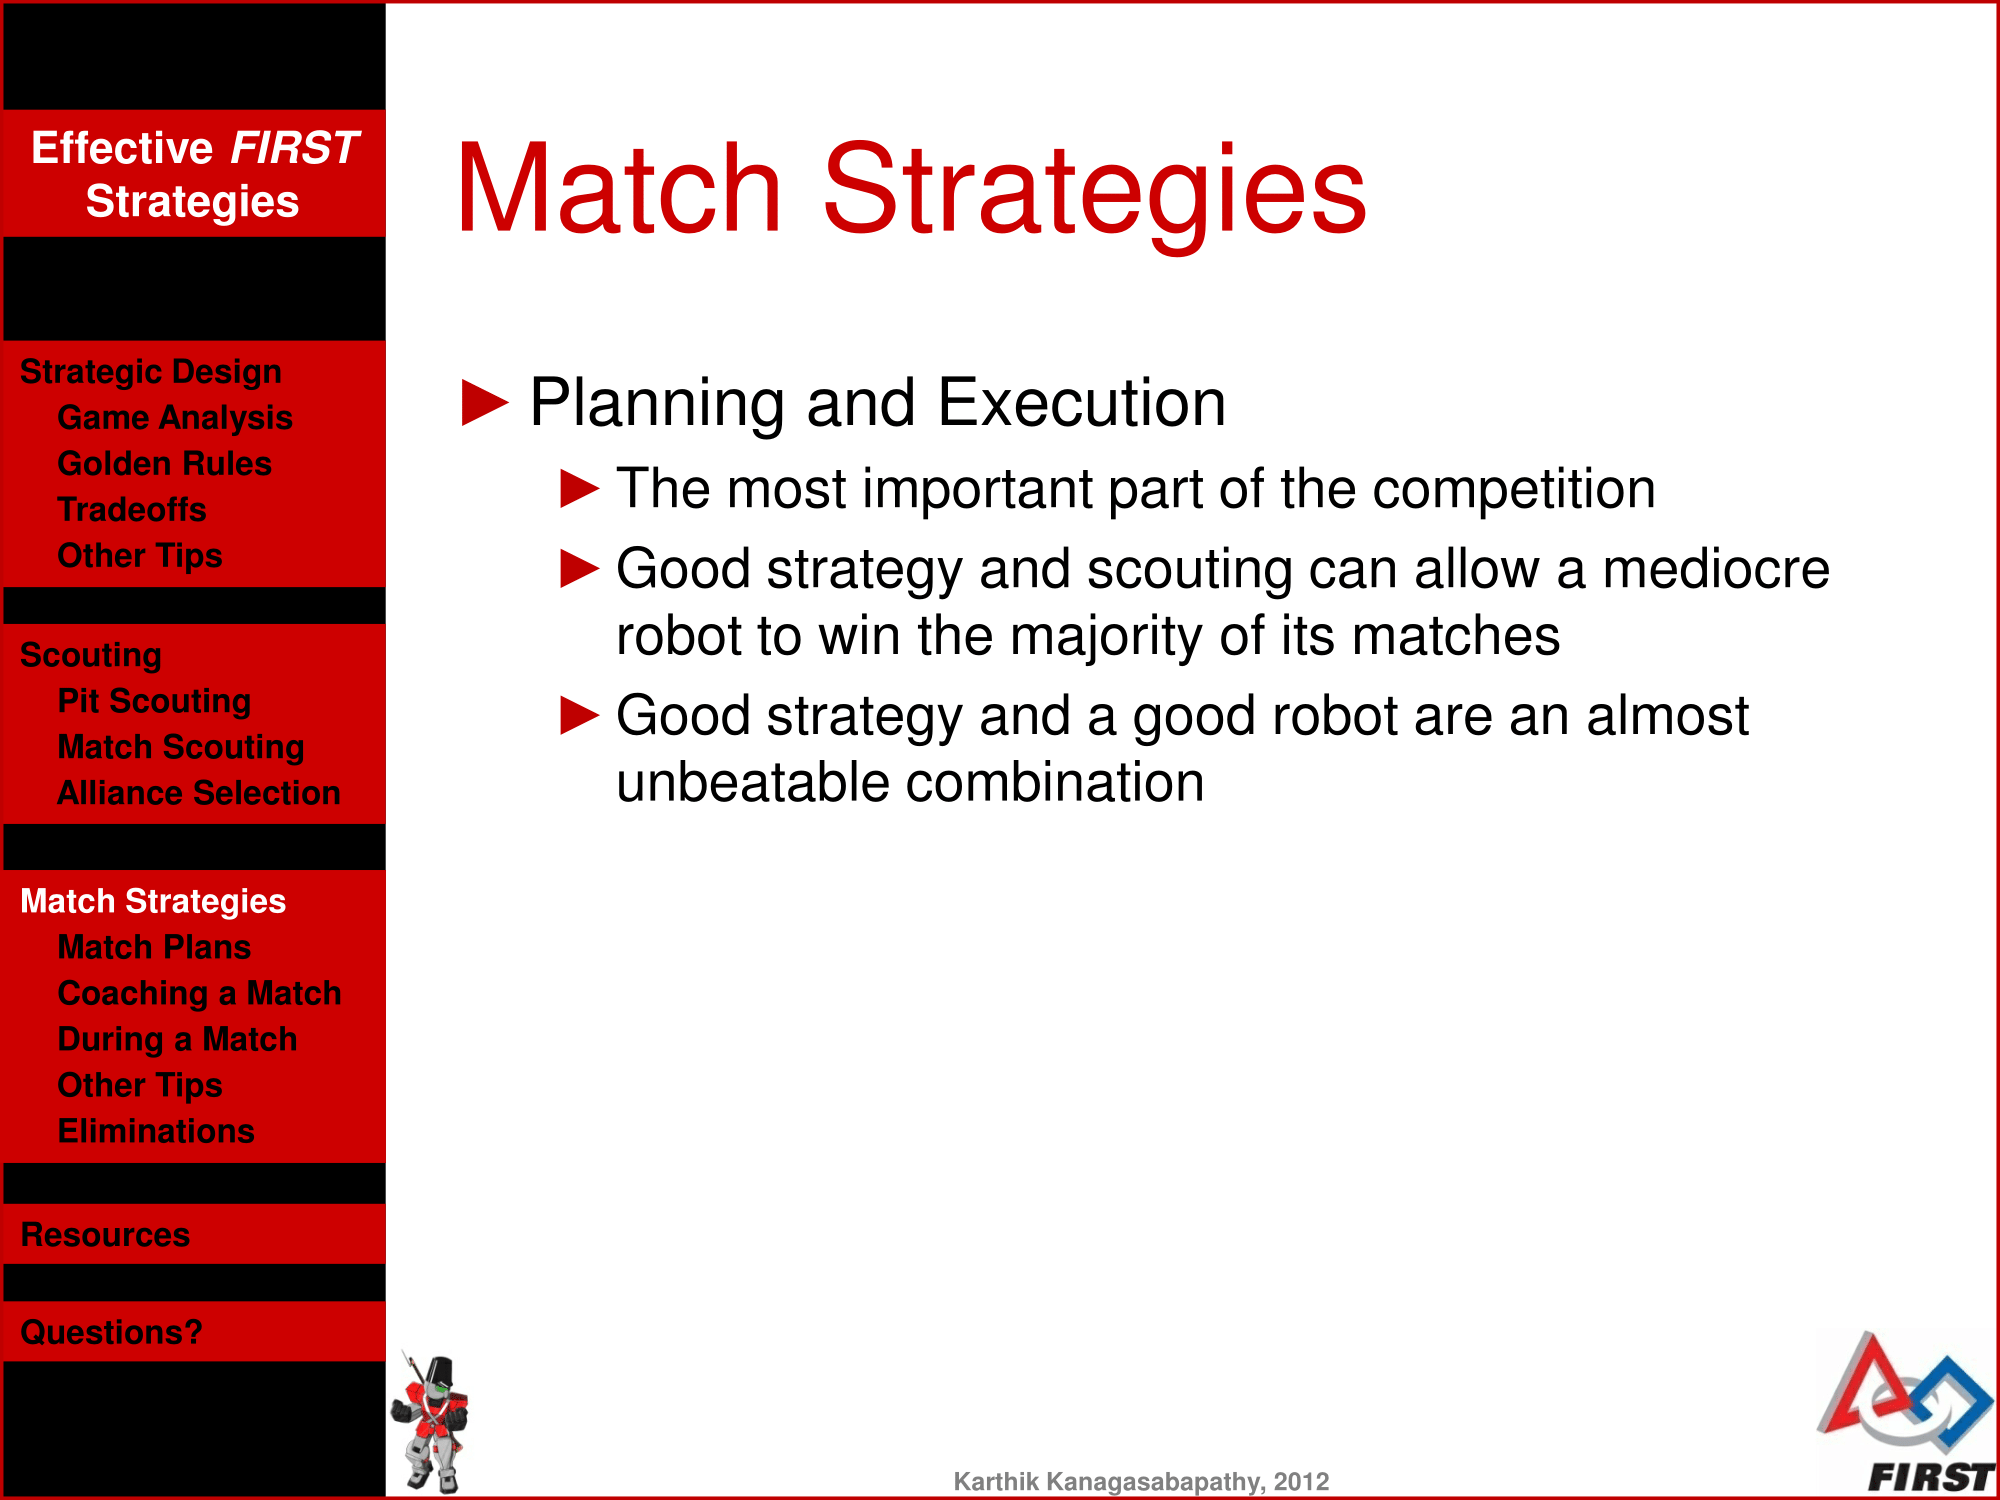 Effective FIRST
Strategies
Strategic Design
Game Analysis
Golden Rules
Tradeoffs
Other Tips
Scouting
Pit Scouting
Match Scouting
Alliance Selection
Match Strategies
Match Plans
Coaching a Match
During a Match
Other Tips
Eliminations
Resources
Questions?
Match Strategies
Planning and Execution
The most important part of the competition
Good strategy and scouting can allow a mediocre
robot to win the majority of its matches
Good strategy and a good robot are an almost
unbeatable combination
Karthik Kanagasabapathy, 2012
FIRST